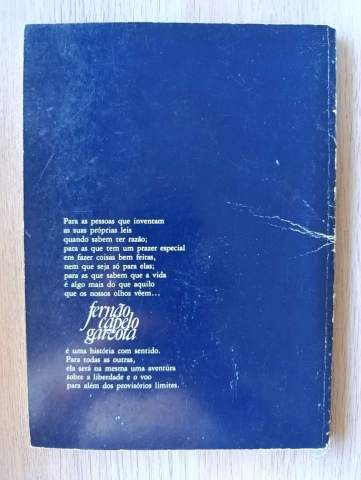 Para as pessoas que inventam
as suas próprias leis
quando sabem ter razão;
para as que tem um prazer especial
em fazer coisas bem feitas,
nem que seja só para elas;
para as que sabem que a vida
é algo mais do que aquilo
que os nossos olhos vêem...
fernão
capelo
gaivota
é uma história com sentido.
Para todas as outras,
ela será na mesma uma aventura
sobre a liberdade e o voo
para além dos provisórios limites.